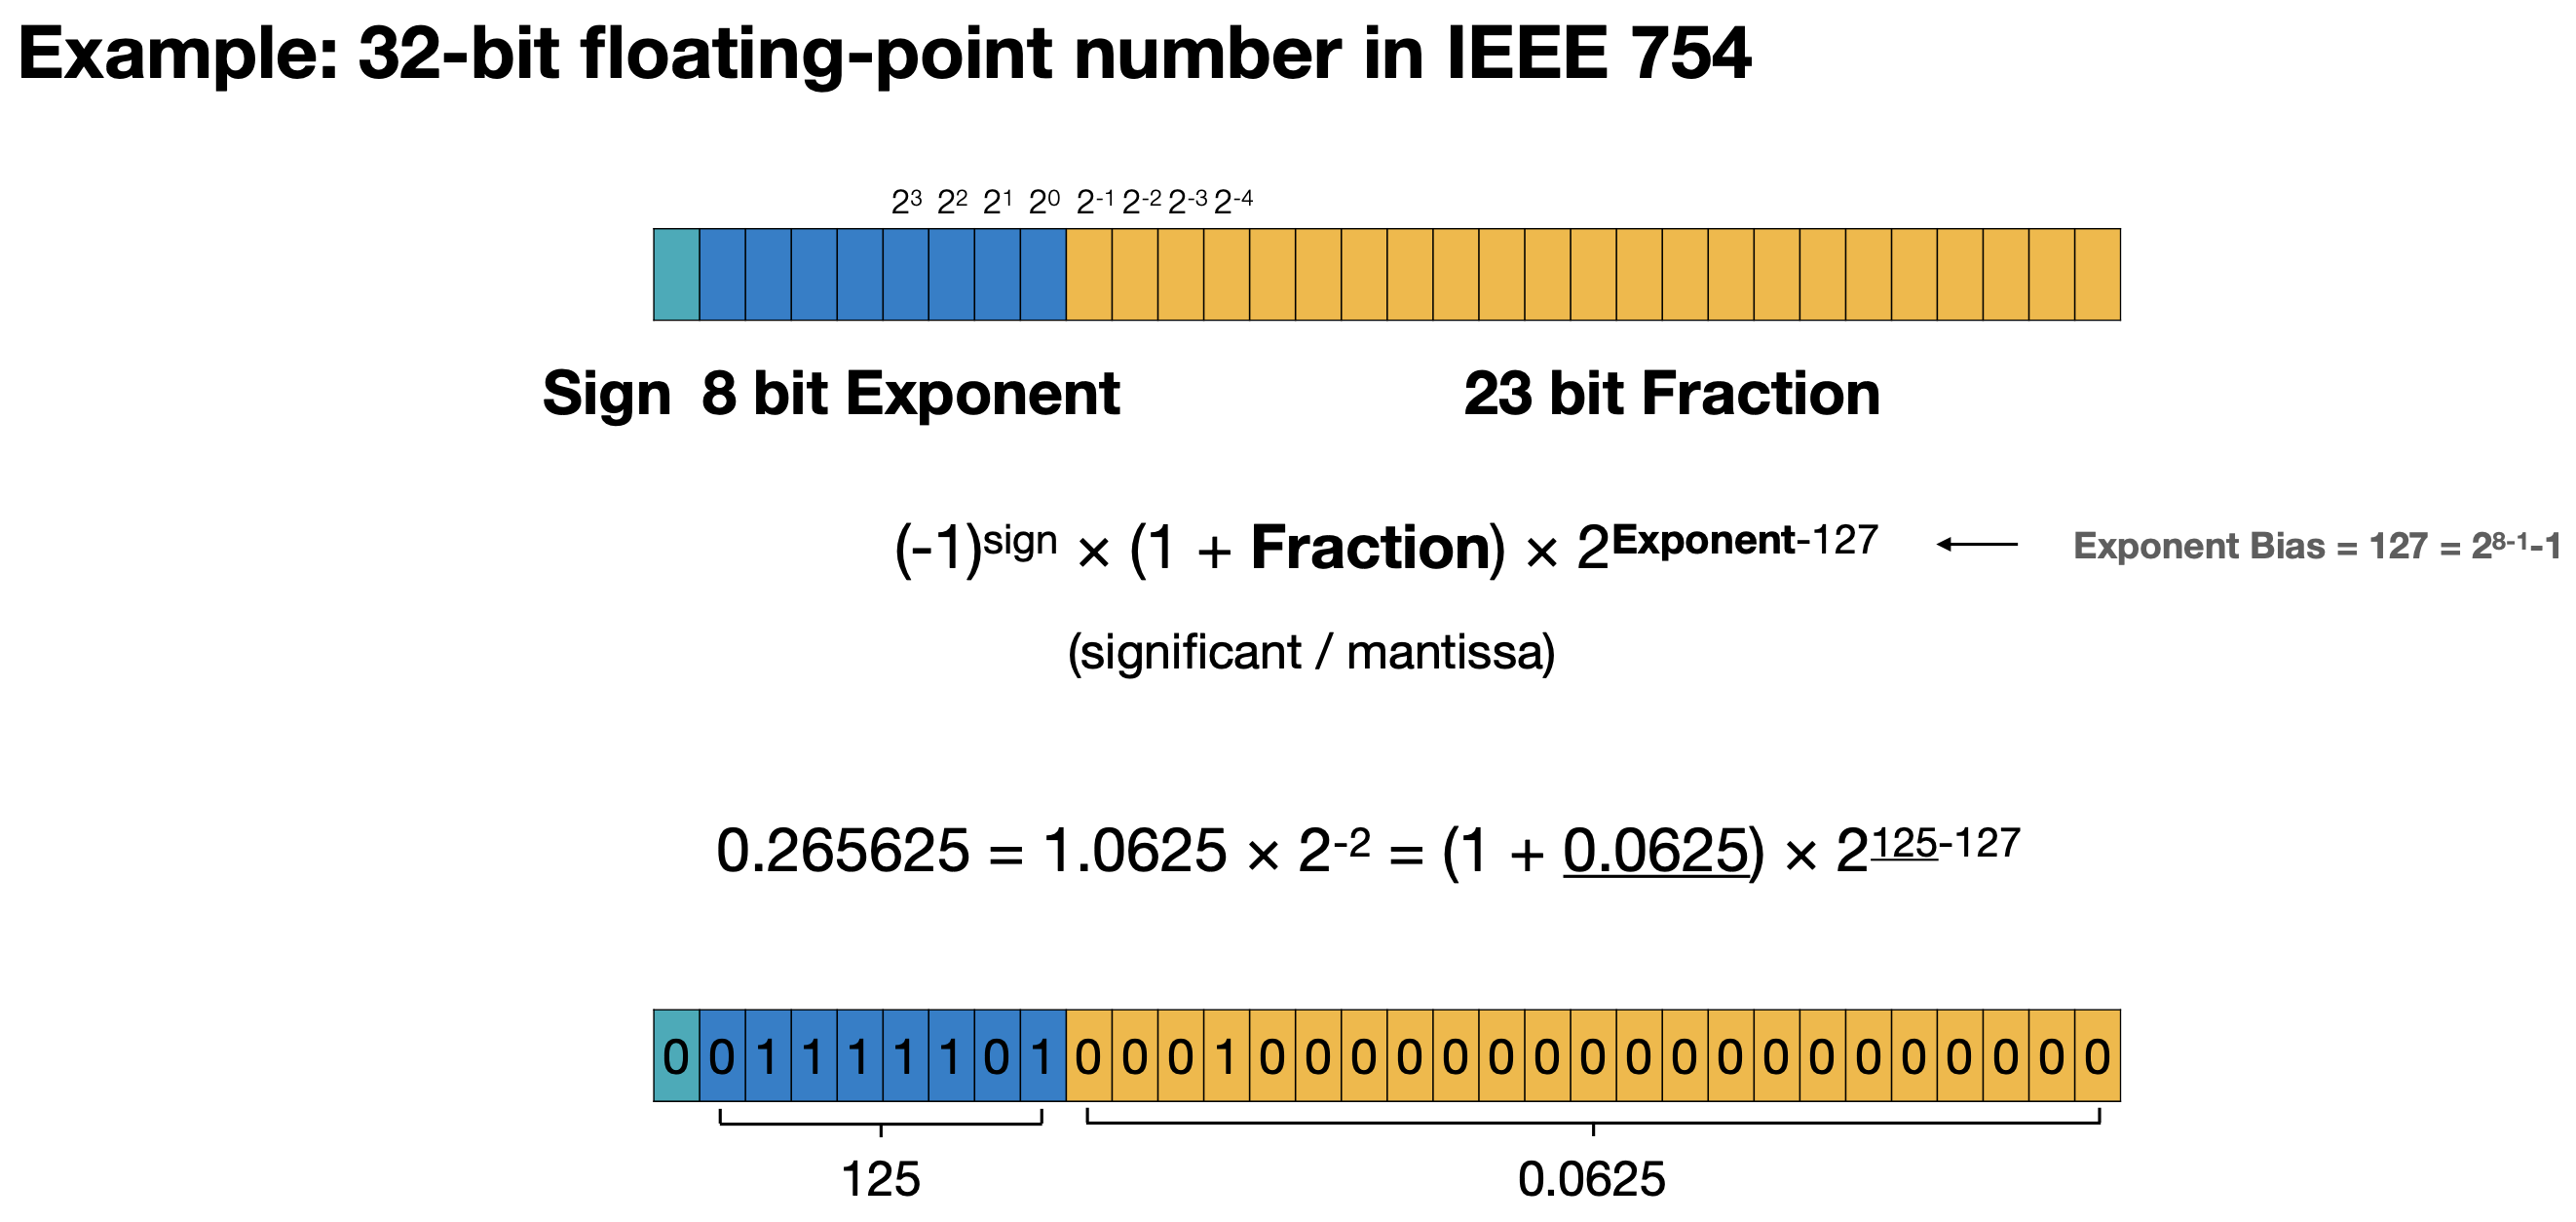 Example: 32-bit floating-point number in IEEE 754
2³ 2² 2¹ 2⁰ 2⁻¹ 2⁻² 2⁻³ 2⁻⁴
Sign 8 bit Exponent 23 bit Fraction
(-1)ˢⁱᵍⁿ × (1 + Fraction) × 2^Exponent-127 ← Exponent Bias = 127 = 2⁸⁻¹-1
(significant / mantissa)
0.265625 = 1.0625 × 2⁻² = (1 + 0.0625) × 2¹²⁵⁻¹²⁷
0 0 1 1 1 1 1 0 1 0 0 0 1 0 0 0 0 0 0 0 0 0 0 0 0 0 0 0 0 0 0 0
125 0.0625